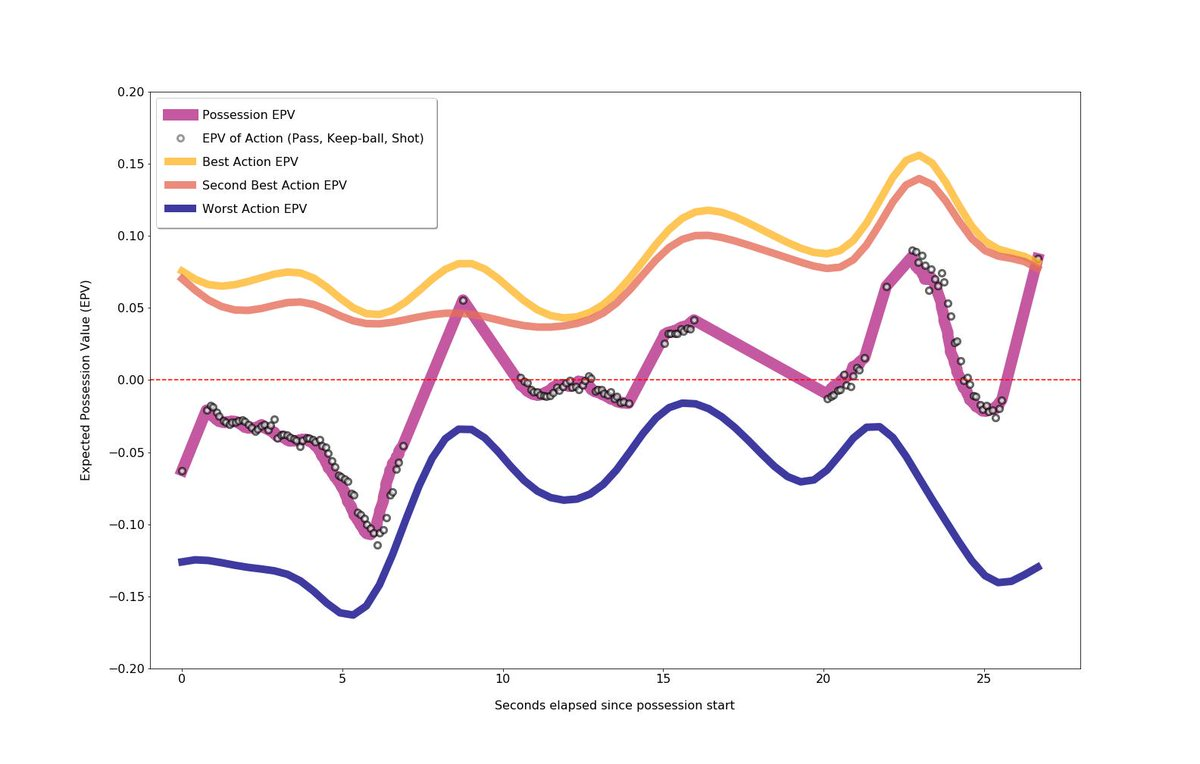 Possession EPV
EPV of Action (Pass, Keep-ball, Shot)
Best Action EPV
Second Best Action EPV
Worst Action EPV
Expected Possession Value (EPV)
0.20
0.15
0.10
0.05
0.00
−0.05
−0.10
−0.15
−0.20
0 5 10 15 20 25
Seconds elapsed since possession start